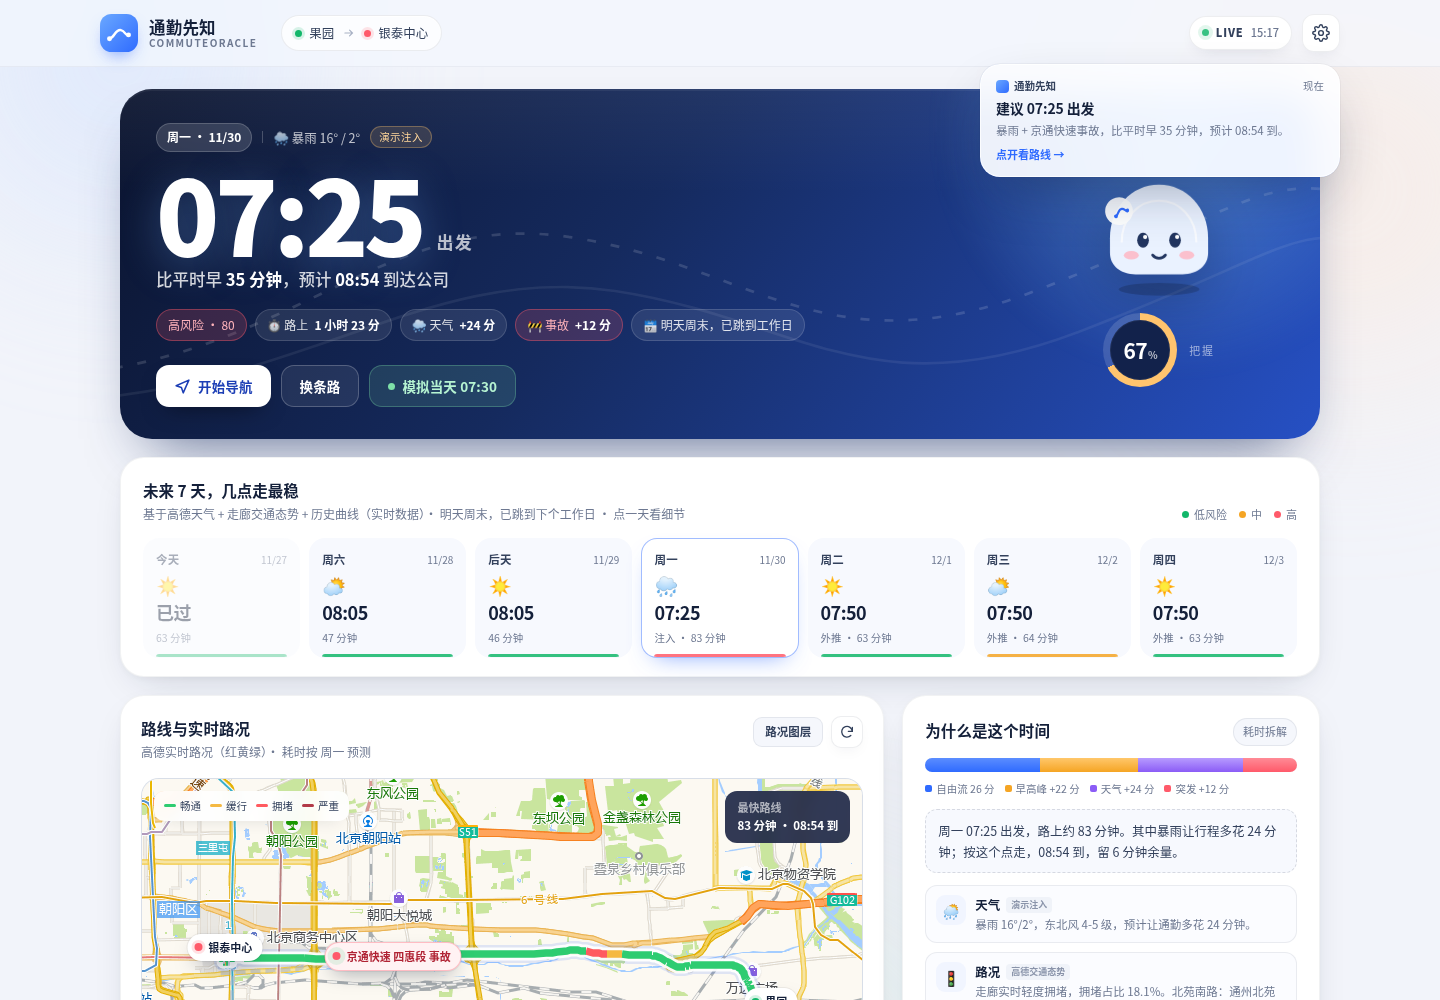 通勤先知
COMMUTEORACLE
果园 → 银泰中心
LIVE 15:17
通勤先知 现在
建议 07:25 出发
暴雨 + 京通快速事故，比平时早 35 分钟，预计 08:54 到。
点开看路线 →
周一 · 11/30
暴雨 16° / 2°
演示注入
07:25 出发
比平时早 35 分钟，预计 08:54 到达公司
高风险 · 80
路上 1 小时 23 分
天气 +24 分
事故 +12 分
明天周末，已跳到工作日
67% 把握
开始导航
换条路
模拟当天 07:30
未来 7 天，几点走最稳
基于高德天气 + 走廊交通态势 + 历史曲线（实时数据）· 明天周末，已跳到下个工作日 · 点一天看细节
低风险 中 高
今天 11/27
已过
63 分钟
周六 11/28
08:05
47 分钟
后天 11/29
08:05
46 分钟
周一 11/30
07:25
注入 · 83 分钟
周二 12/1
07:50
外推 · 63 分钟
周三 12/2
07:50
外推 · 64 分钟
周四 12/3
07:50
外推 · 63 分钟
路线与实时路况
高德实时路况（红黄绿）· 耗时按 周一 预测
路况图层
畅通 缓行 拥堵 严重
最快路线
83 分钟 · 08:54 到
东风公园
东坝公园
金盏森林公园
朝阳公园
北京朝阳站
S51
三里屯
北京物资学院
G102
6号线
朝阳大悦城
朝阳区
1
北京商务中心区
银泰中心
京通快速 四惠段 事故
站
果园
为什么是这个时间
耗时拆解
自由流 26 分 早高峰 +22 分 天气 +24 分 突发 +12 分
周一 07:25 出发，路上约 83 分钟。其中暴雨让行程多花 24 分
钟；按这个点走，08:54 到，留 6 分钟余量。
天气 演示注入
暴雨 16°/2°，东北风 4-5 级，预计让通勤多花 24 分钟。
路况 高德交通态势
走廊实时轻度拥堵，拥堵占比 18.1%。北苑南路：通州北苑